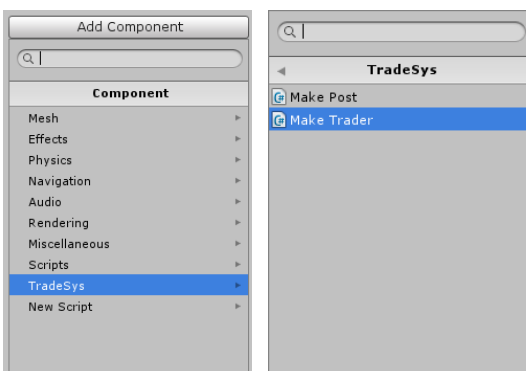 Add Component
Component
Mesh
Effects
Physics
Navigation
Audio
Rendering
Miscellaneous
Scripts
TradeSys
New Script
TradeSys
Make Post
Make Trader